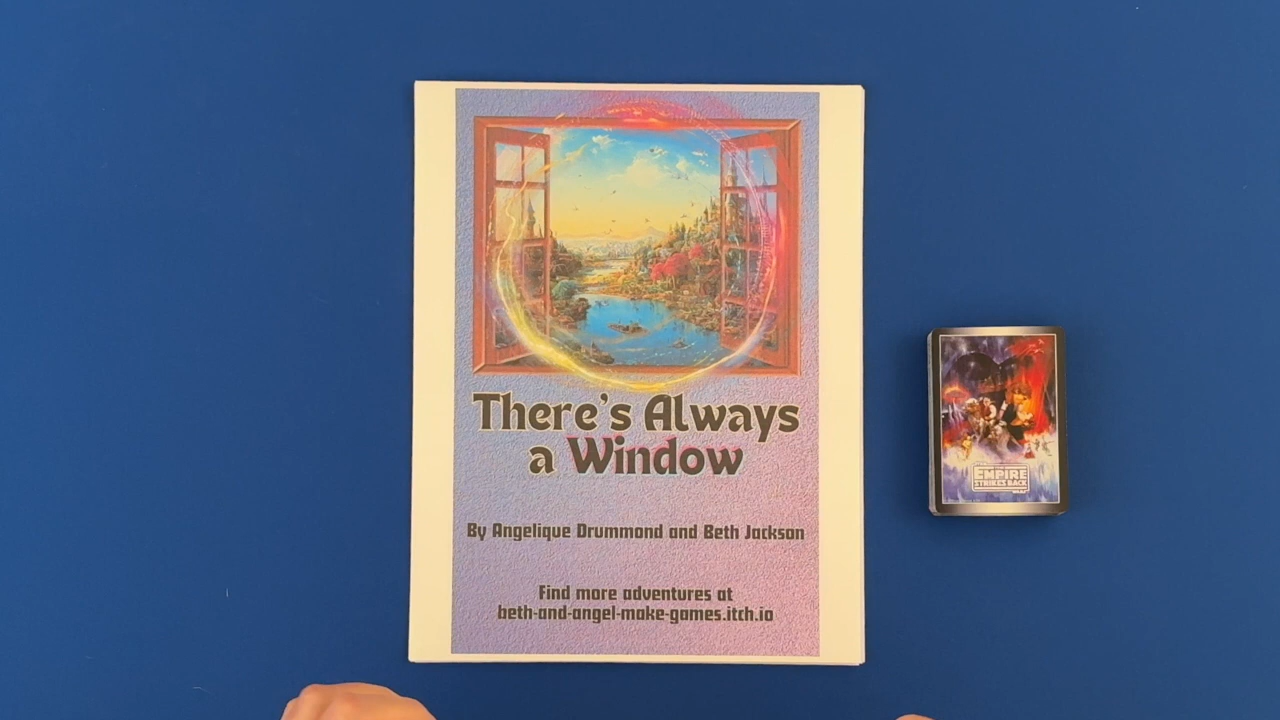 There's Always
a Window
By Angelique Drummond and Beth Jackson
Find more adventures at
beth-and-angel-make-games.itch.io
EMPIRE
STRIKES BACK